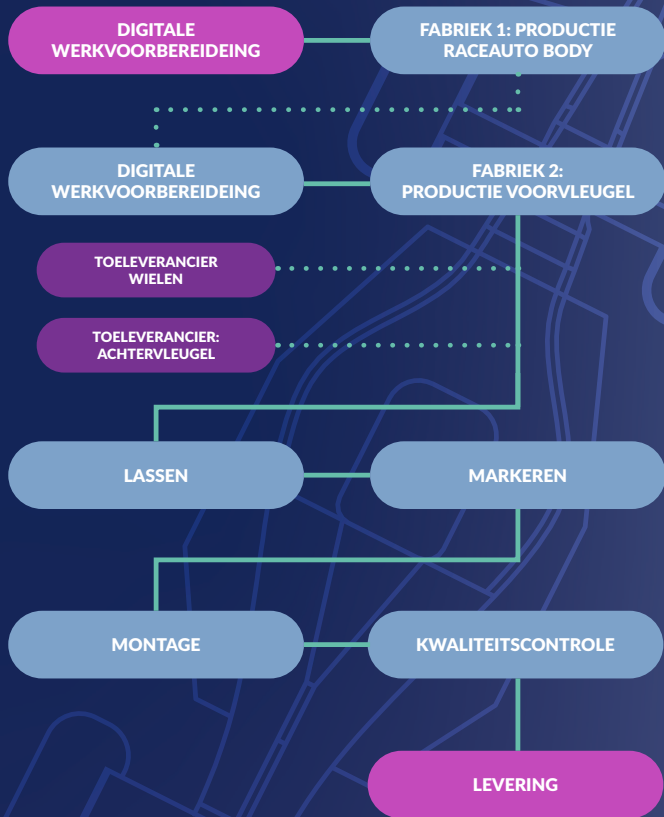 DIGITALE
WERKVOORBEREIDEING
FABRIEK 1: PRODUCTIE
RACEAUTO BODY
DIGITALE
WERKVOORBEREIDEING
FABRIEK 2:
PRODUCTIE VOORVLEUGEL
TOELEVERANCIER
WIELEN
TOELEVERANCIER:
ACHTERVLEUGEL
LASSEN
MARKEREN
MONTAGE
KWALITEITSCONTROLE
LEVERING